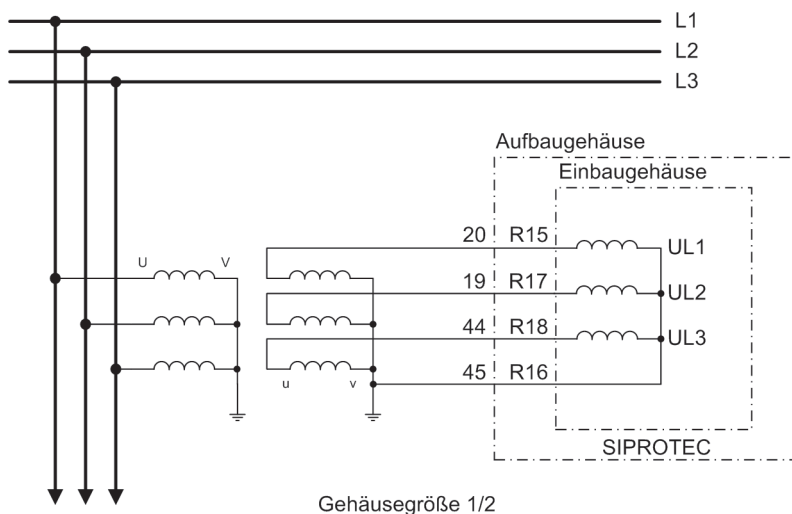 L1
L2
L3
Aufbaugehäuse
Einbaugehäuse
20 R15 UL1
U V
19 R17 UL2
44 R18 UL3
45 R16
u v
SIPROTEC
Gehäusegröße 1/2